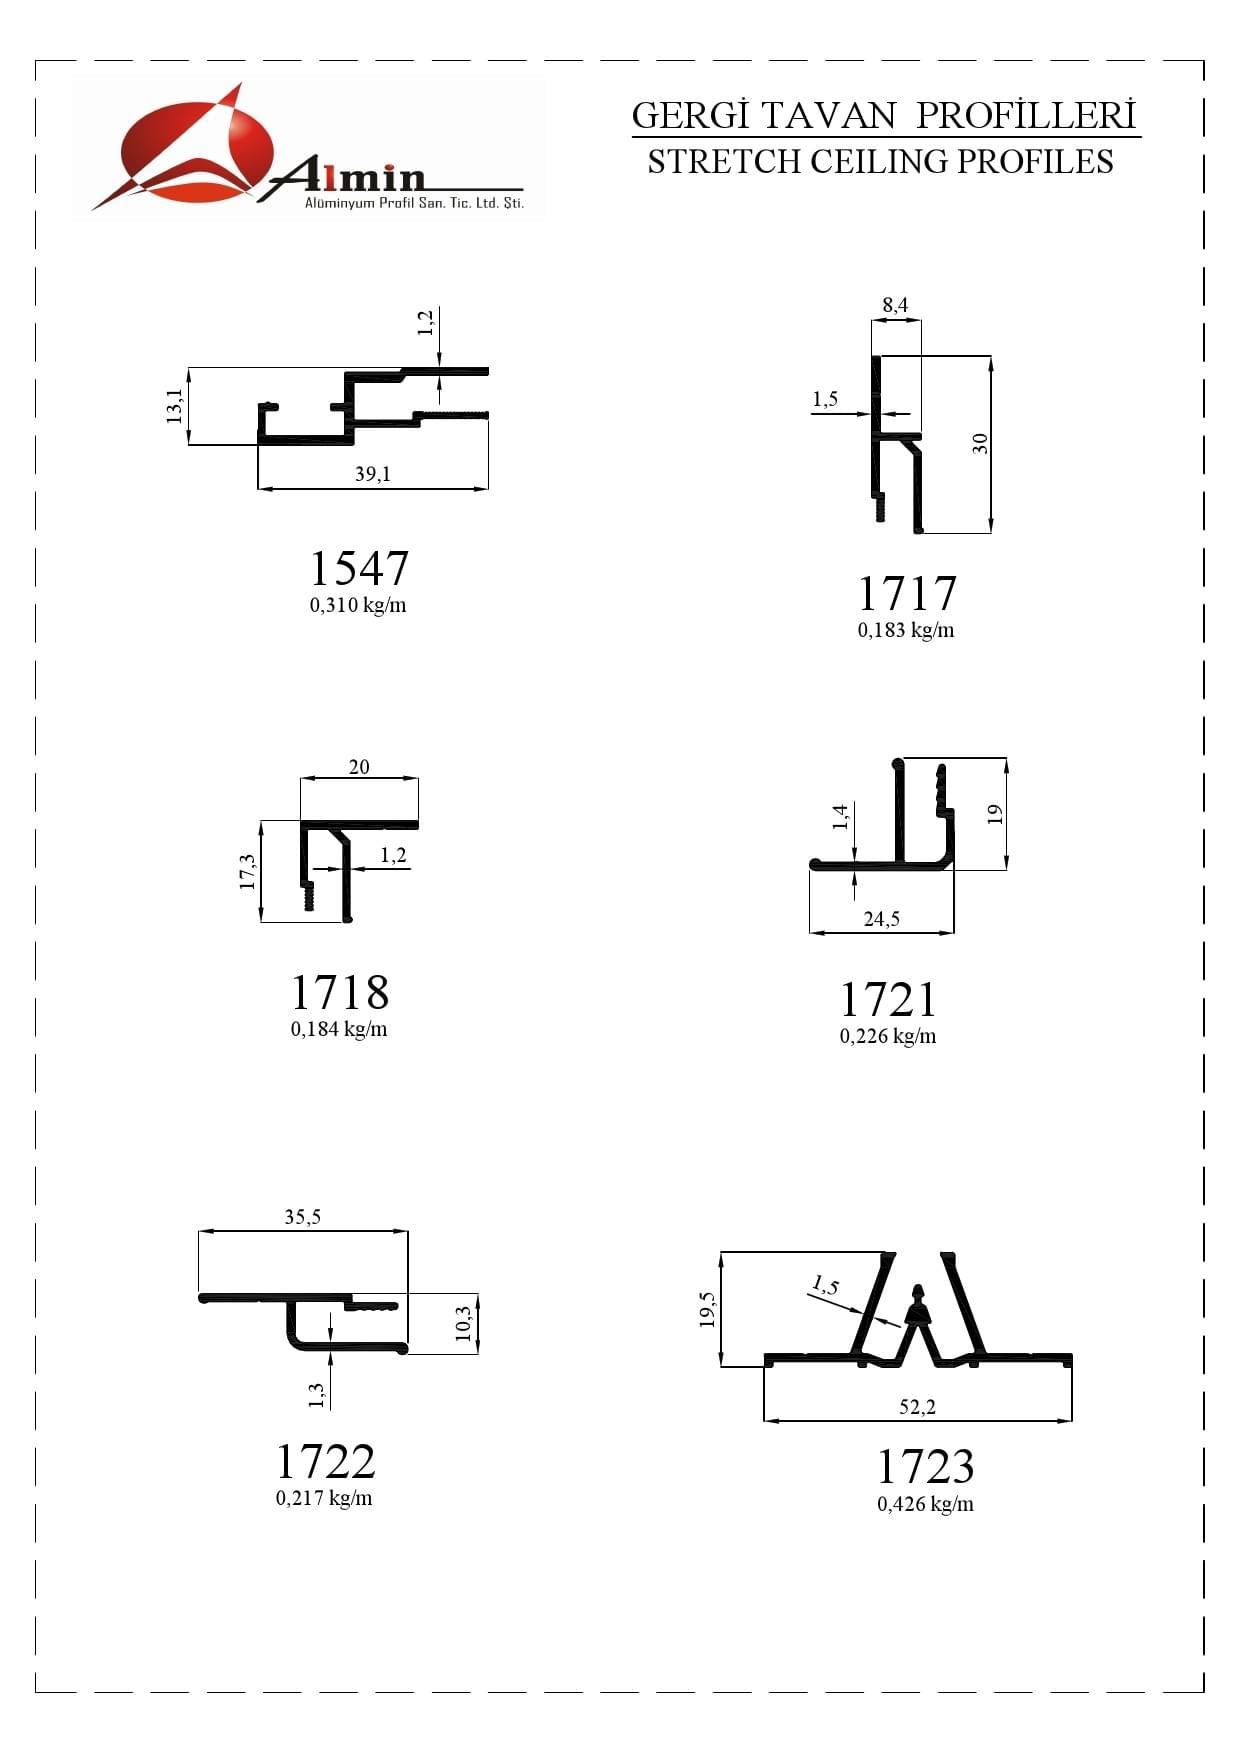 Almin
Alüminyum Profil San. Tic. Ltd. Şti.
GERGİ TAVAN PROFİLLERİ
STRETCH CEILING PROFILES
1,2
13,1
39,1
1547
0,310 kg/m
8,4
1,5
30
1717
0,183 kg/m
20
17,3
1,2
1718
0,184 kg/m
1,4
19
24,5
1721
0,226 kg/m
35,5
10,3
1,3
1722
0,217 kg/m
1,5
19,5
52,2
1723
0,426 kg/m